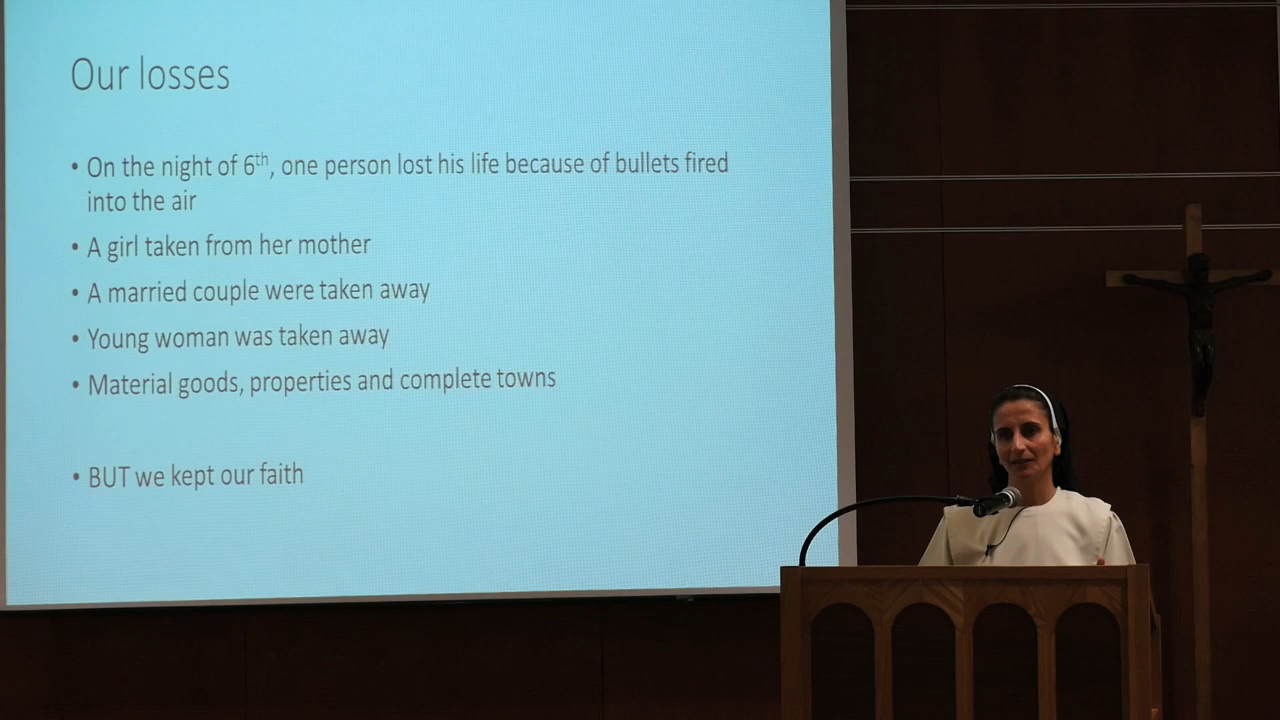 Our losses
• On the night of 6th, one person lost his life because of bullets fired
into the air
• A girl taken from her mother
• A married couple were taken away
• Young woman was taken away
• Material goods, properties and complete towns
• BUT we kept our faith